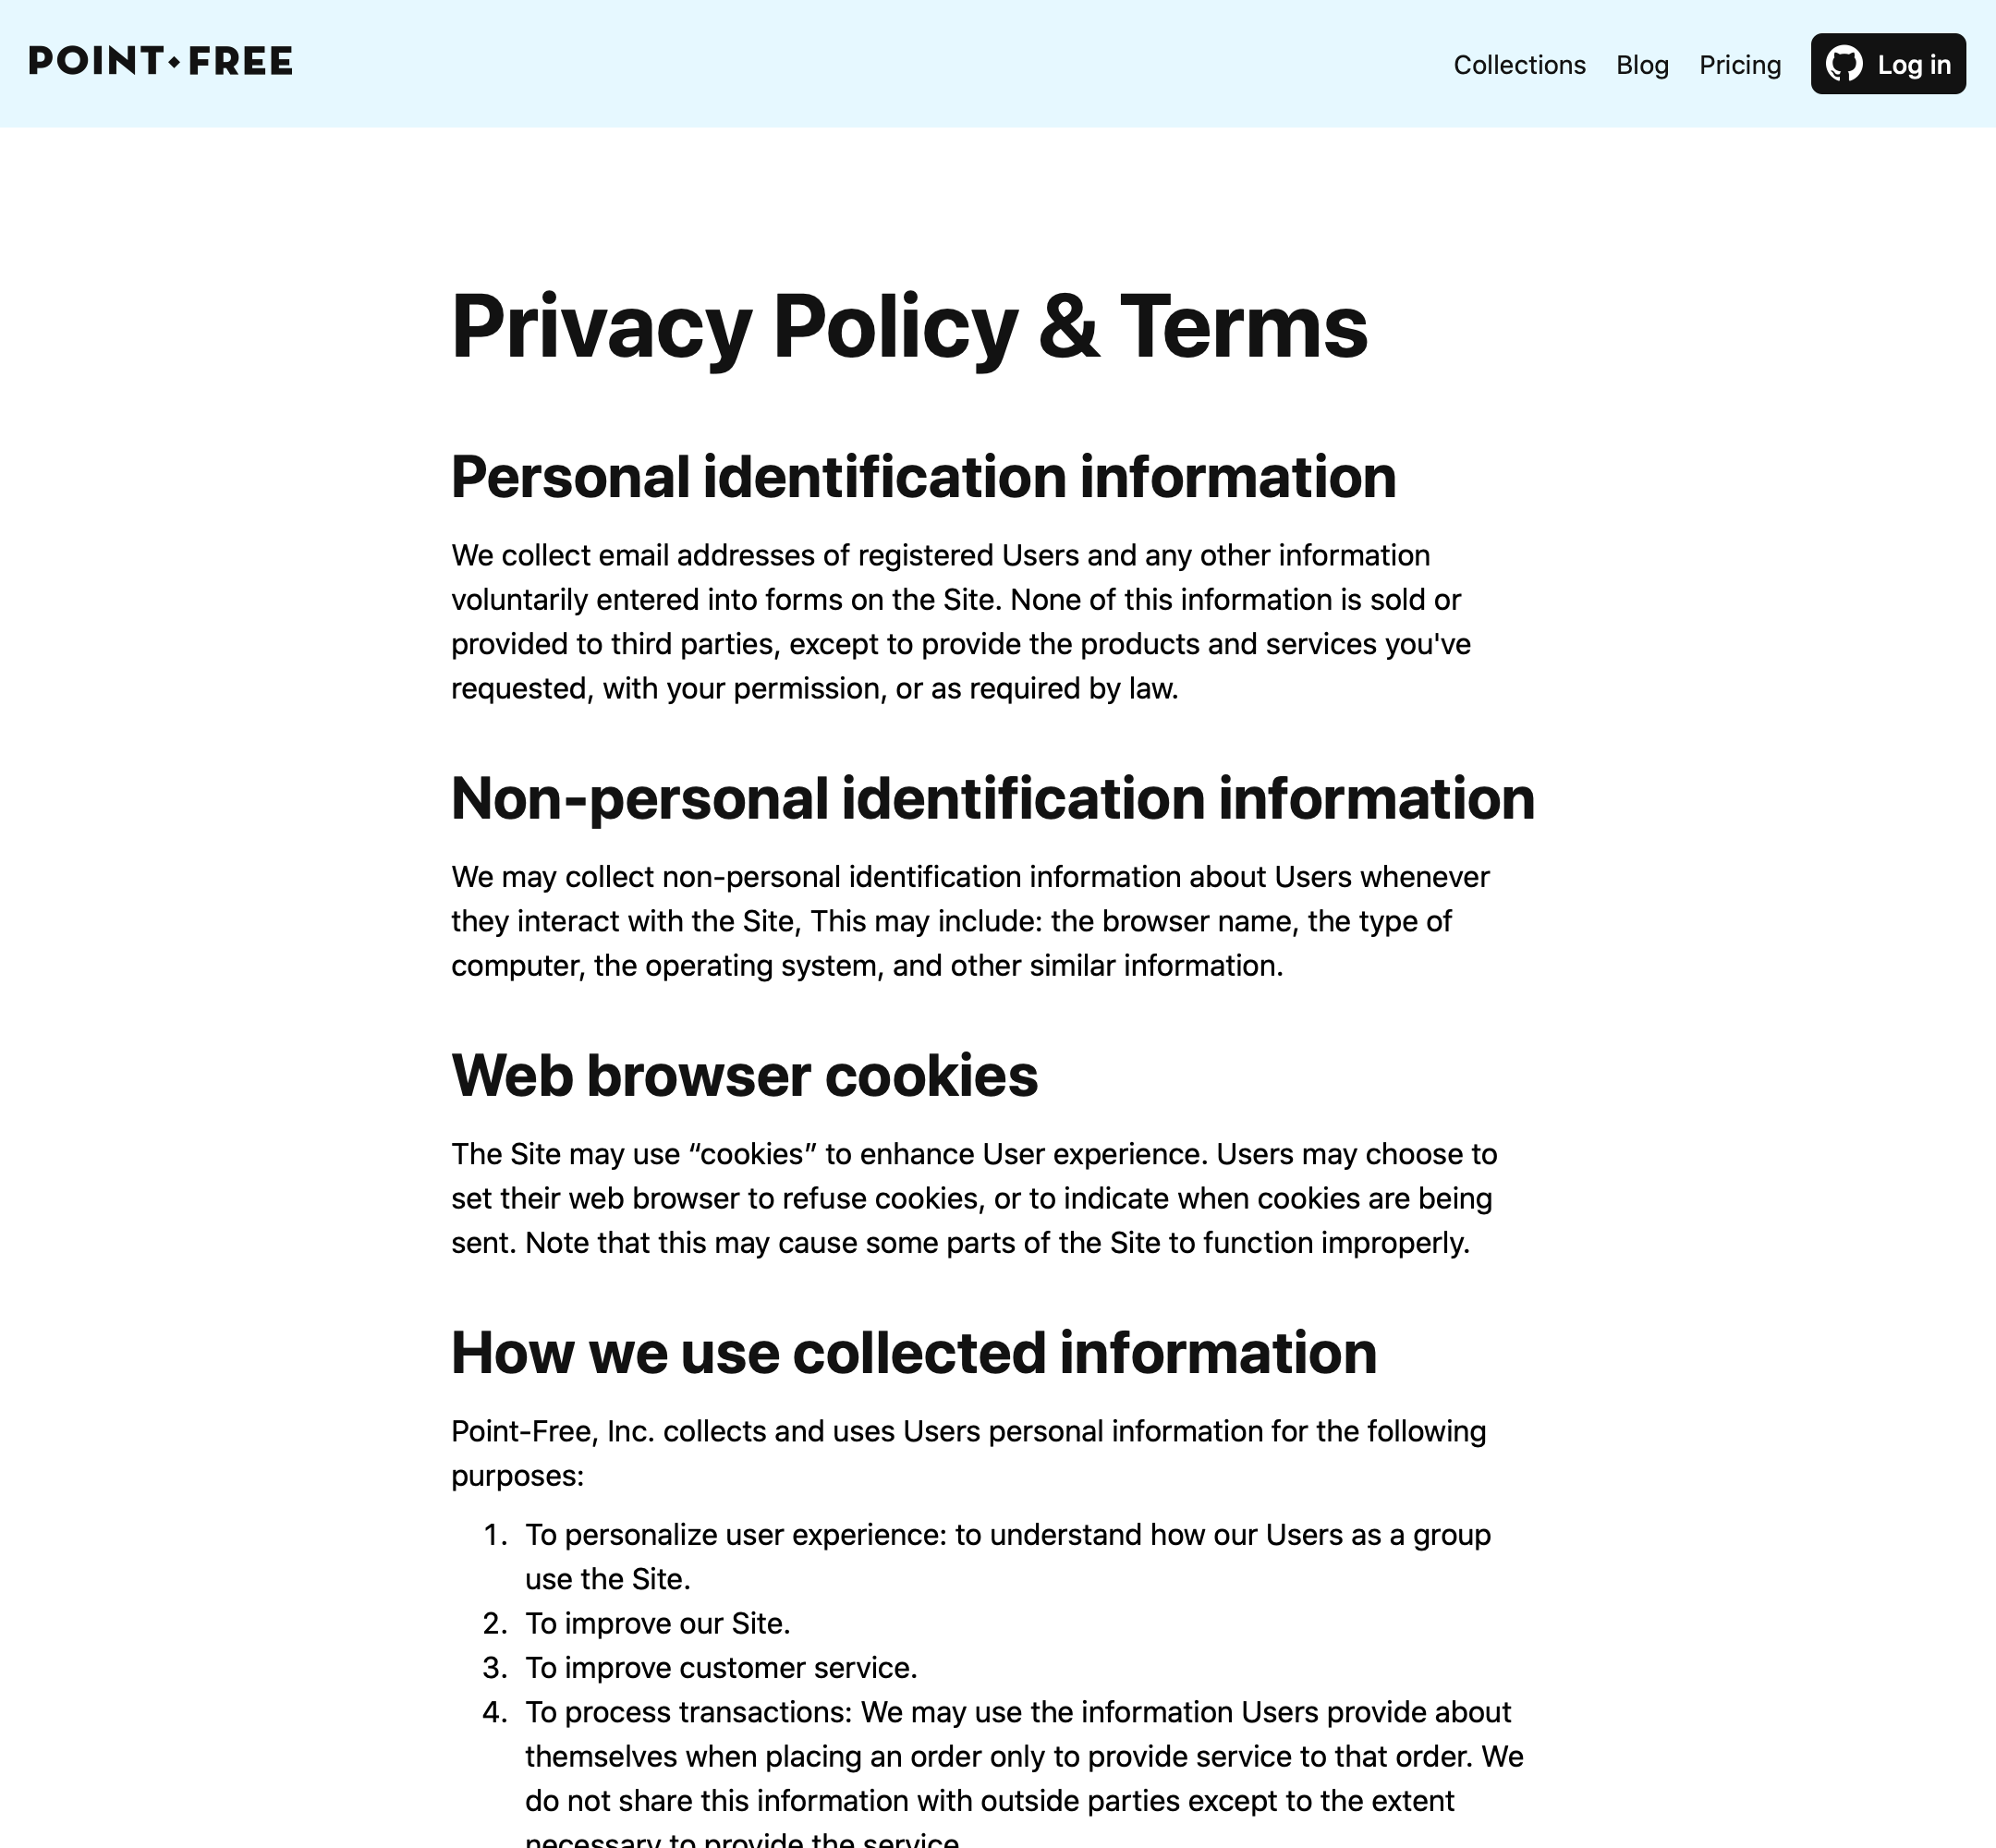 POINT·FREE
Collections Blog Pricing Log in
Privacy Policy & Terms
Personal identification information
We collect email addresses of registered Users and any other information
voluntarily entered into forms on the Site. None of this information is sold or
provided to third parties, except to provide the products and services you've
requested, with your permission, or as required by law.
Non-personal identification information
We may collect non-personal identification information about Users whenever
they interact with the Site, This may include: the browser name, the type of
computer, the operating system, and other similar information.
Web browser cookies
The Site may use “cookies” to enhance User experience. Users may choose to
set their web browser to refuse cookies, or to indicate when cookies are being
sent. Note that this may cause some parts of the Site to function improperly.
How we use collected information
Point-Free, Inc. collects and uses Users personal information for the following
purposes:
1. To personalize user experience: to understand how our Users as a group
use the Site.
2. To improve our Site.
3. To improve customer service.
4. To process transactions: We may use the information Users provide about
themselves when placing an order only to provide service to that order. We
do not share this information with outside parties except to the extent
necessary to provide the service.